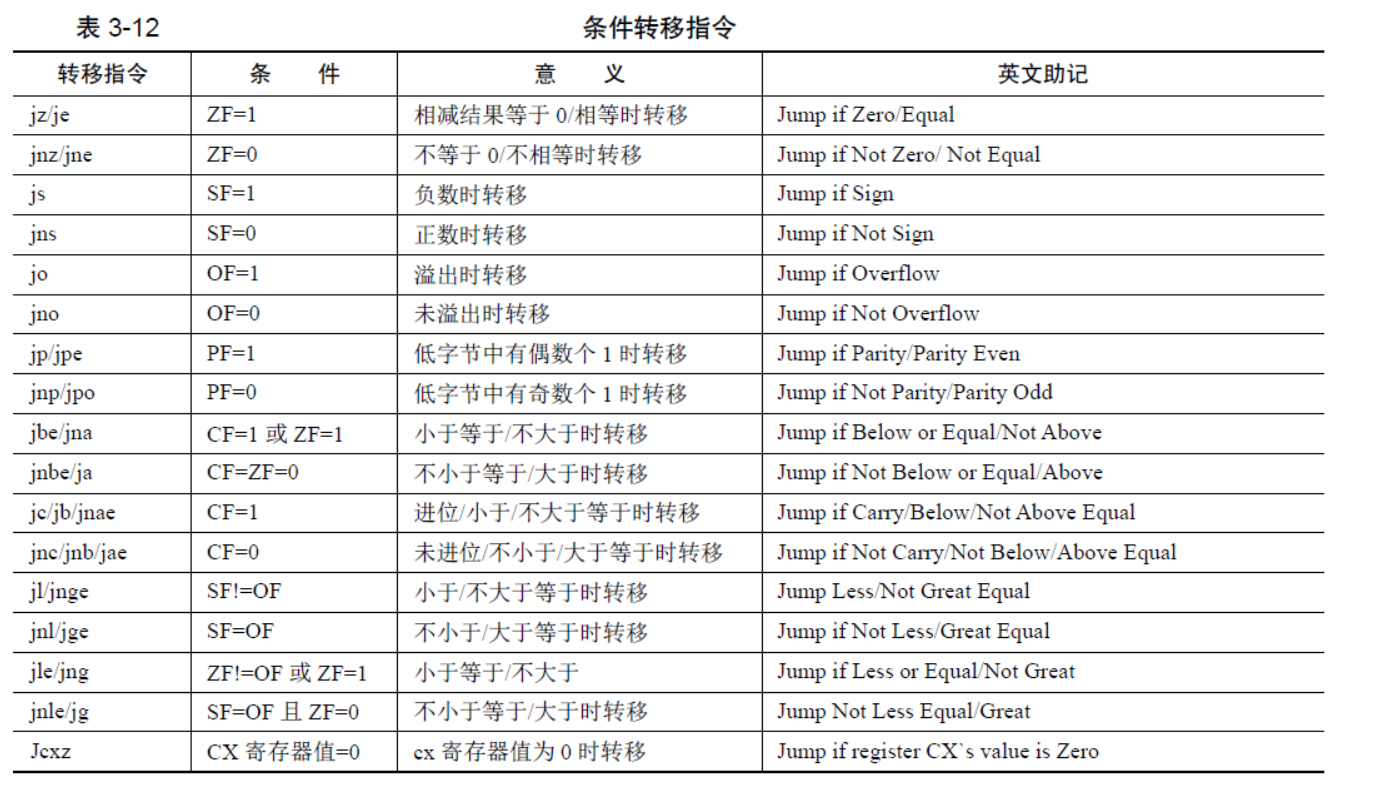 表 3-12 条件转移指令
转移指令 条 件 意 义 英文助记
jz/je ZF=1 相减结果等于 0/相等时转移 Jump if Zero/Equal
jnz/jne ZF=0 不等于 0/不相等时转移 Jump if Not Zero/ Not Equal
js SF=1 负数时转移 Jump if Sign
jns SF=0 正数时转移 Jump if Not Sign
jo OF=1 溢出时转移 Jump if Overflow
jno OF=0 未溢出时转移 Jump if Not Overflow
jp/jpe PF=1 低字节中有偶数个 1 时转移 Jump if Parity/Parity Even
jnp/jpo PF=0 低字节中有奇数个 1 时转移 Jump if Not Parity/Parity Odd
jbe/jna CF=1 或 ZF=1 小于等于/不大于时转移 Jump if Below or Equal/Not Above
jnbe/ja CF=ZF=0 不小于等于/大于时转移 Jump if Not Below or Equal/Above
jc/jb/jnae CF=1 进位/小于/不大于等于时转移 Jump if Carry/Below/Not Above Equal
jnc/jnb/jae CF=0 未进位/不小于/大于等于时转移 Jump if Not Carry/Not Below/Above Equal
jl/jnge SF!=OF 小于/不大于等于时转移 Jump Less/Not Great Equal
jnl/jge SF=OF 不小于/大于等于时转移 Jump if Not Less/Great Equal
jle/jng ZF!=OF 或 ZF=1 小于等于/不大于 Jump if Less or Equal/Not Great
jnle/jg SF=OF 且 ZF=0 不小于等于/大于时转移 Jump Not Less Equal/Great
Jcxz CX 寄存器值=0 cx 寄存器值为 0 时转移 Jump if register CX`s value is Zero